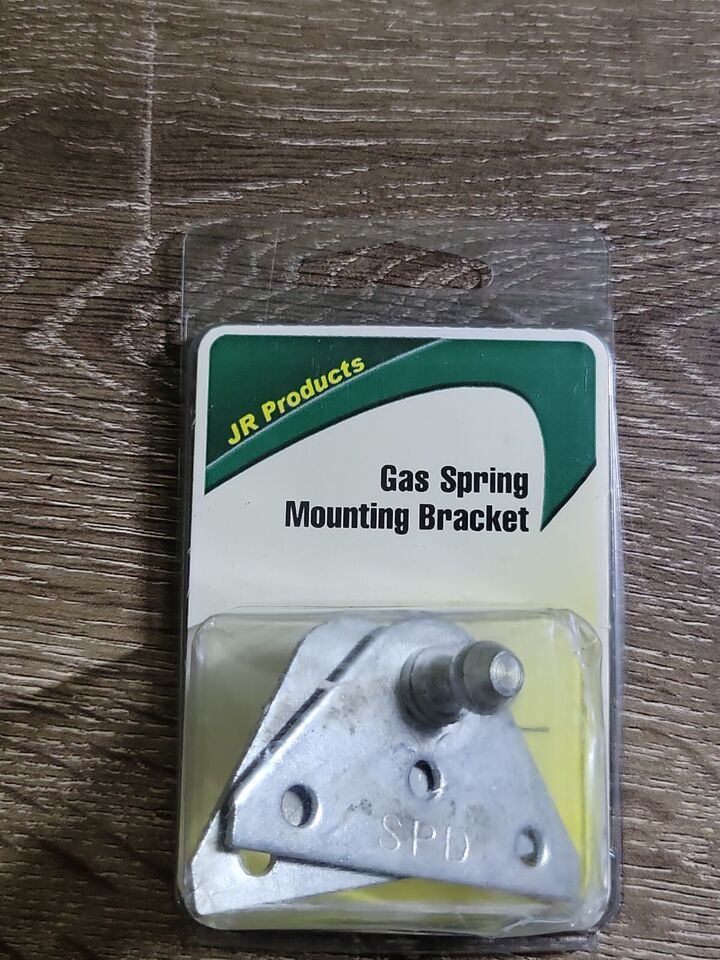 JR Products
Gas Spring
Mounting Bracket
SPD